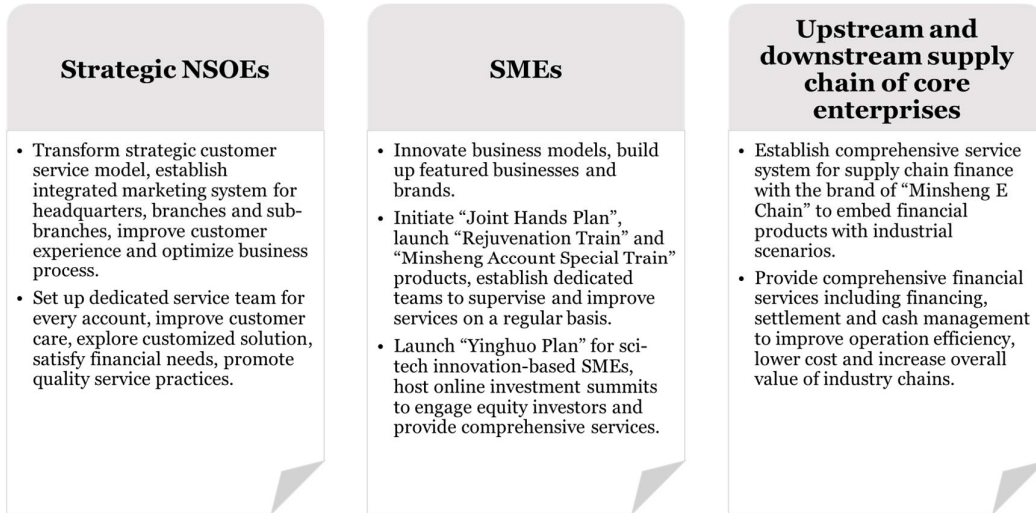 Strategic NSOEs
• Transform strategic customer
service model, establish
integrated marketing system for
headquarters, branches and sub-
branches, improve customer
experience and optimize business
process.
• Set up dedicated service team for
every account, improve customer
care, explore customized solution,
satisfy financial needs, promote
quality service practices.
SMEs
• Innovate business models, build
up featured businesses and
brands.
• Initiate “Joint Hands Plan”,
launch “Rejuvenation Train” and
“Minsheng Account Special Train”
products, establish dedicated
teams to supervise and improve
services on a regular basis.
• Launch “Yinghuo Plan” for sci-
tech innovation-based SMEs,
host online investment summits
to engage equity investors and
provide comprehensive services.
Upstream and
downstream supply
chain of core
enterprises
• Establish comprehensive service
system for supply chain finance
with the brand of “Minsheng E
Chain” to embed financial
products with industrial
scenarios.
• Provide comprehensive financial
services including financing,
settlement and cash management
to improve operation efficiency,
lower cost and increase overall
value of industry chains.